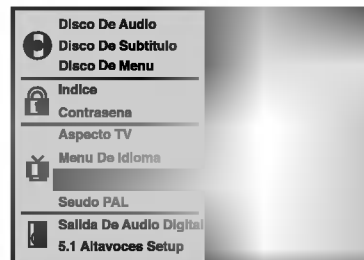 Disco De Audio
Disco De Subtitulo
Disco De Menu
Indice
Contrasena
Aspecto TV
Menu De Idioma
Seudo PAL
Salida De Audio Digital
5.1 Altavoces Setup